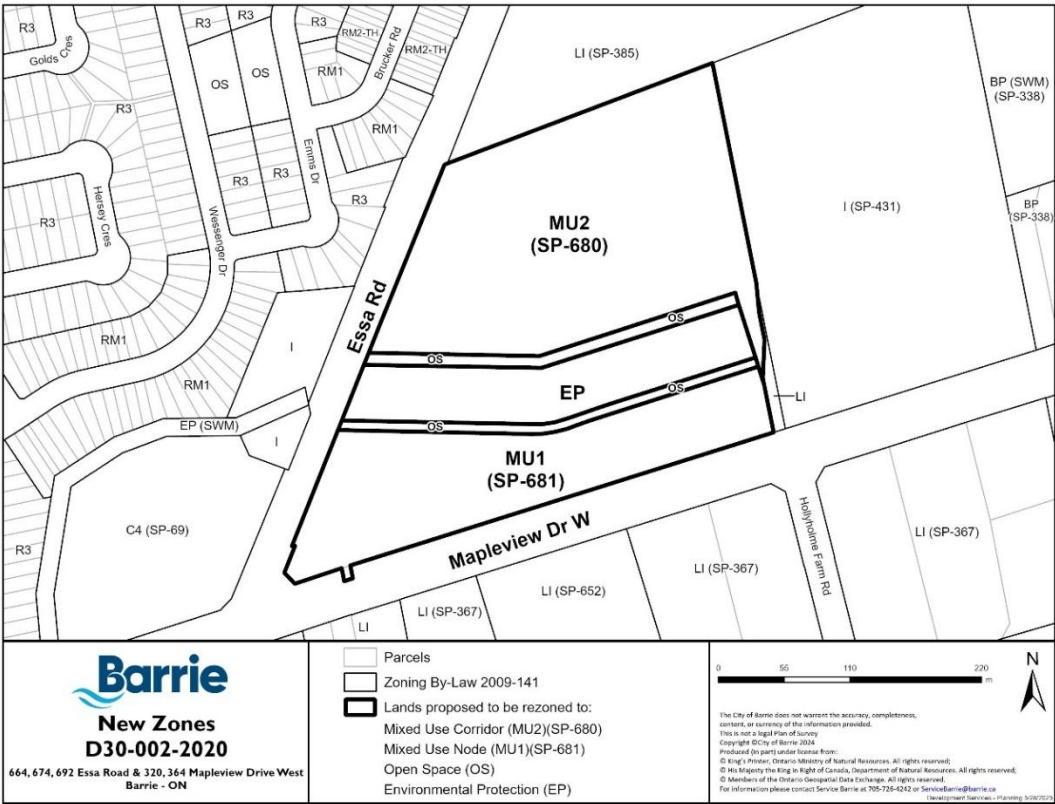 R3
R3
R3
R3
Golds Cres
RM2-TH
Brucker Rd
RM2-TH
LI (SP-385)
BP (SWM)
(SP-338)
OS
OS
RM1
R3
RM1
Emms Dr
R3
R3
R3
Hersey Cres
R3
Wessenger Dr
I (SP-431)
BP
(SP-338)
MU2
(SP-680)
Essa Rd
OS
OS
RM1
I
EP
OS
LI
RM1
EP (SWM)
I
OS
MU1
(SP-681)
C4 (SP-69)
R3
Mapleview Dr W
Hollyholme Farm Rd
LI (SP-367)
LI (SP-367)
LI (SP-652)
LI (SP-367)
LI
Barrie
New Zones
D30-002-2020
664, 674, 692 Essa Road & 320, 364 Mapleview Drive West
Barrie - ON
Parcels
Zoning By-Law 2009-141
Lands proposed to be rezoned to:
Mixed Use Corridor (MU2)(SP-680)
Mixed Use Node (MU1)(SP-681)
Open Space (OS)
Environmental Protection (EP)
0 55 110 220
m
N
The City of Barrie does not warrant the accuracy, completeness,
content, or currency of the information provided.
This is not a legal Plan of Survey
Copyright ©City of Barrie 2024
Produced (in part) under license from:
© King's Printer, Ontario Ministry of Natural Resources. All rights reserved;
© His Majesty the King in Right of Canada, Department of Natural Resources. All rights reserved;
© Members of the Ontario Geospatial Data Exchange. All rights reserved.
For information please contact Service Barrie at 705-726-4242 or ServiceBarrie@barrie.ca
Development Services - Planning